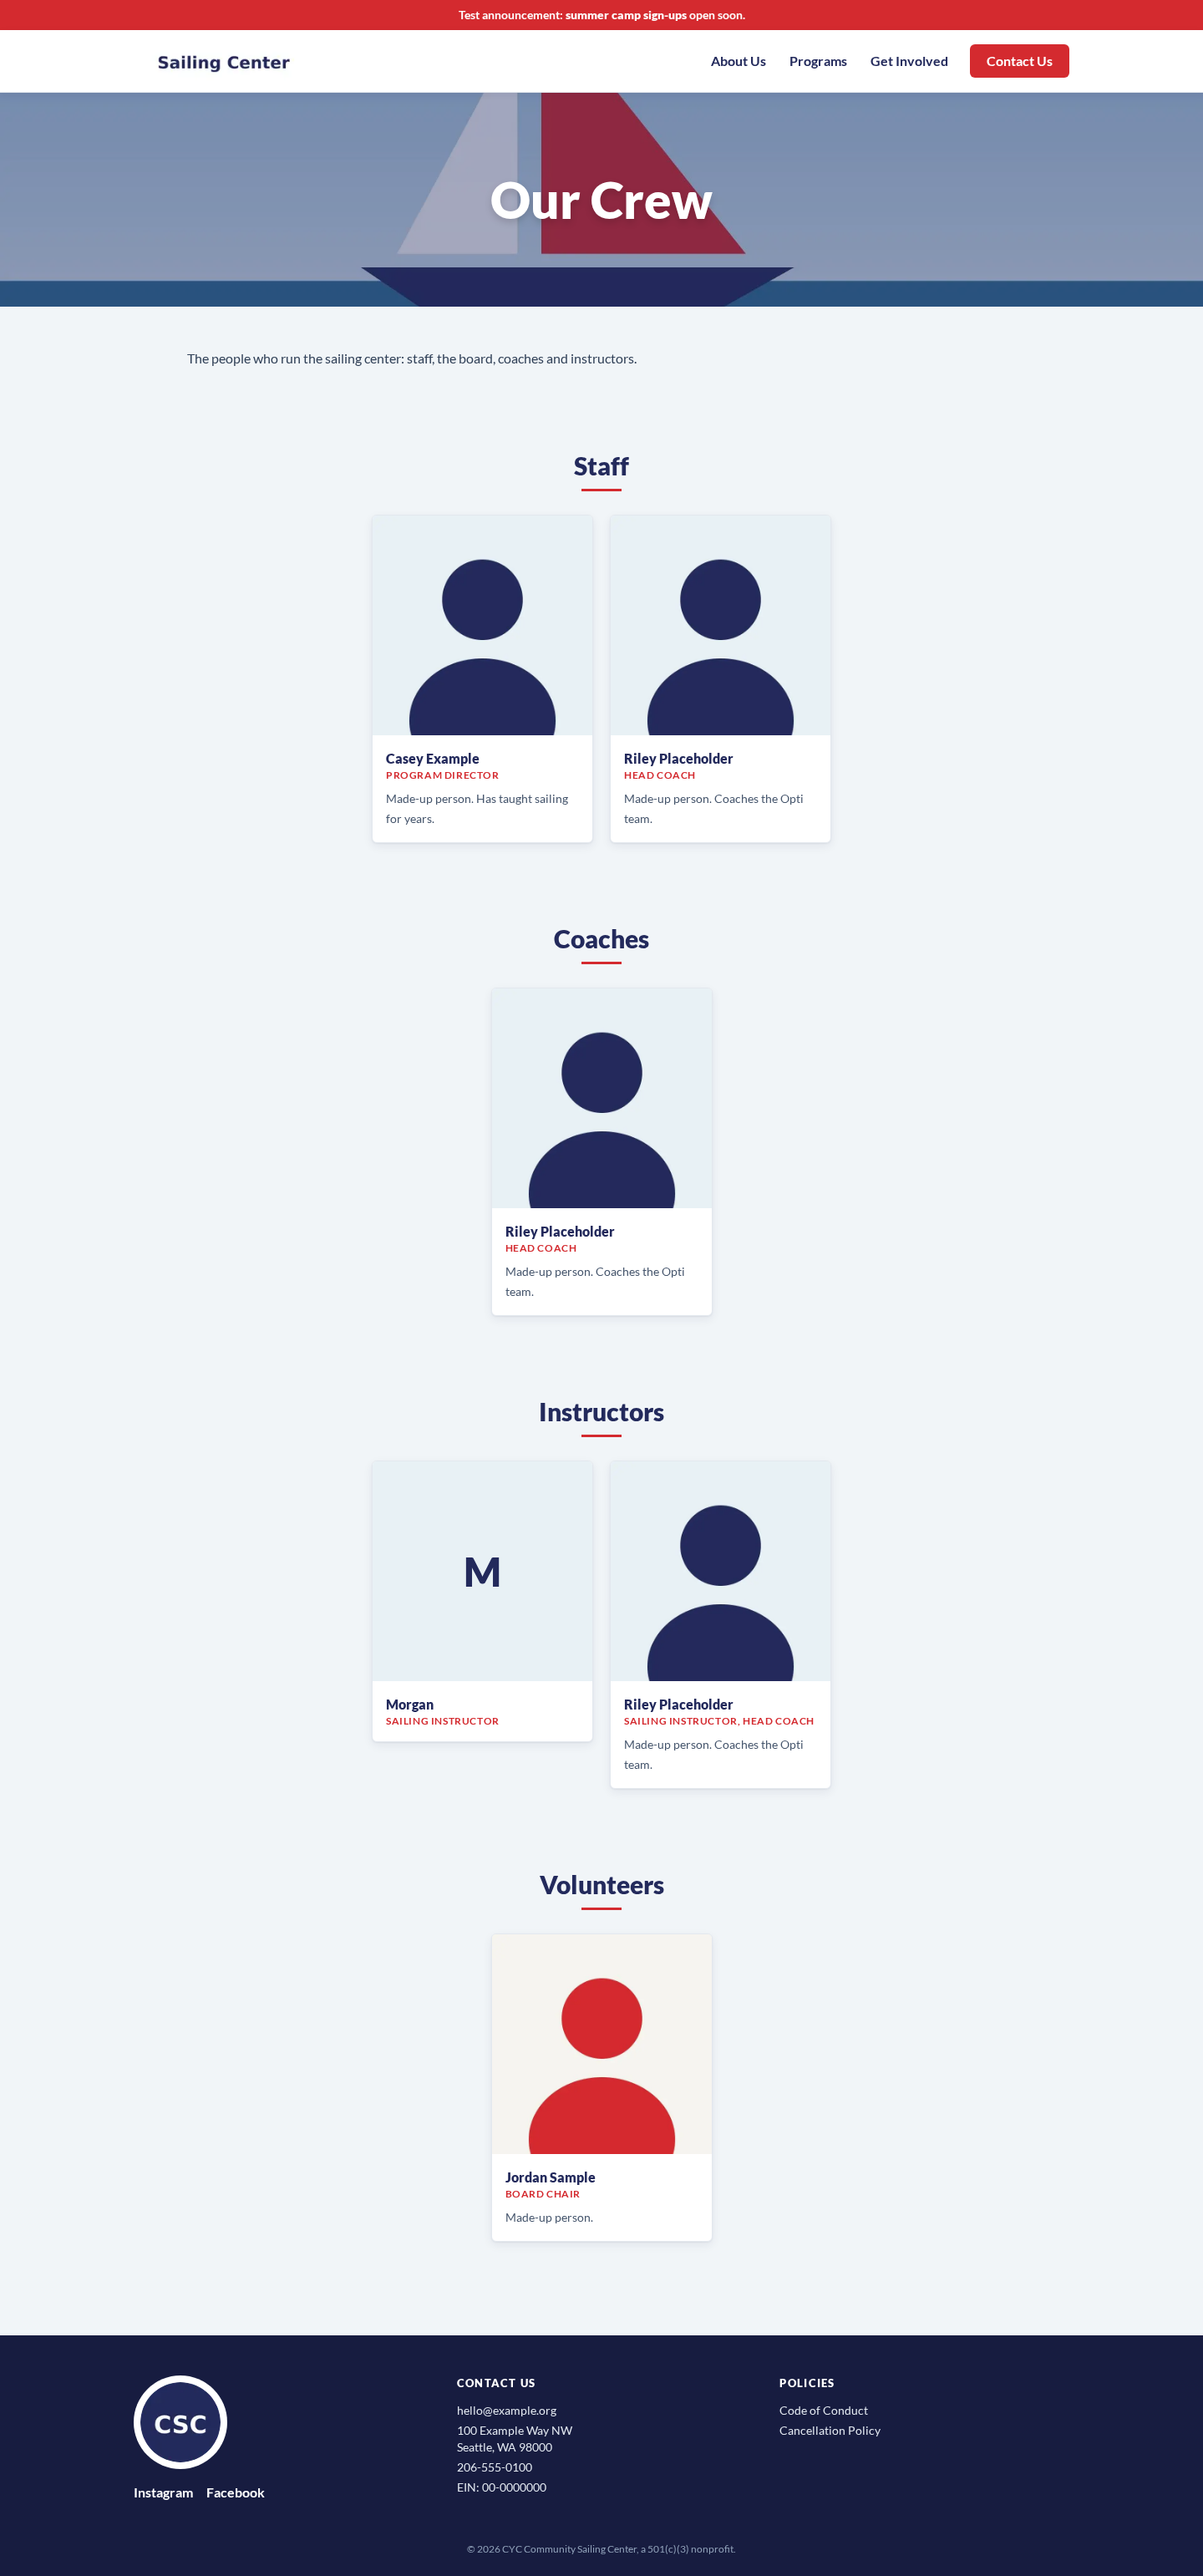 Test announcement: summer camp sign-ups open soon.
Sailing Center
About Us
Programs
Get Involved
Contact Us
Our Crew
The people who run the sailing center: staff, the board, coaches and instructors.
Staff
Casey Example
PROGRAM DIRECTOR
Made-up person. Has taught sailing
for years.
Riley Placeholder
HEAD COACH
Made-up person. Coaches the Opti
team.
Coaches
Riley Placeholder
HEAD COACH
Made-up person. Coaches the Opti
team.
Instructors
M
Morgan
SAILING INSTRUCTOR
Riley Placeholder
SAILING INSTRUCTOR, HEAD COACH
Made-up person. Coaches the Opti
team.
Volunteers
Jordan Sample
BOARD CHAIR
Made-up person.
CSC
Instagram
Facebook
CONTACT US
hello@example.org
100 Example Way NW
Seattle, WA 98000
206-555-0100
EIN: 00-0000000
POLICIES
Code of Conduct
Cancellation Policy
© 2026 CYC Community Sailing Center, a 501(c)(3) nonprofit.